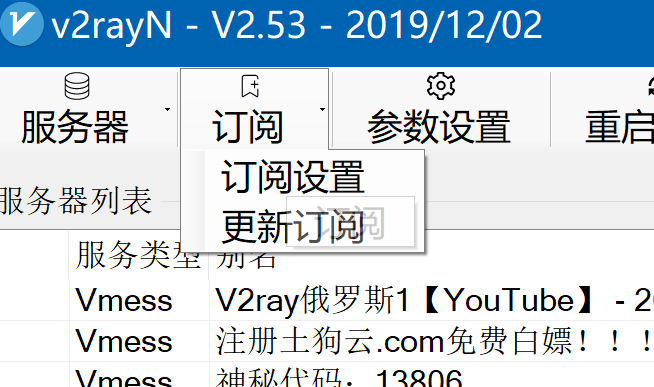 v2rayN - V2.53 - 2019/12/02
服务器 订阅 参数设置 重启
订阅设置
更新订阅
订阅
服务器列表
服务类型 别名
Vmess V2ray俄罗斯1【YouTube】 - 2
Vmess 注册土狗云.com免费白嫖！！！
Vmess 神秘代码：13806